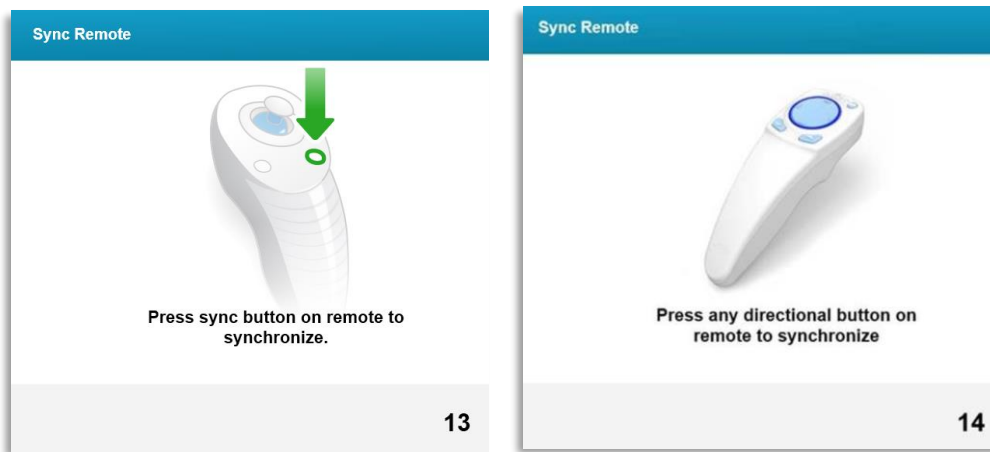 Sync Remote
Press sync button on remote to
synchronize.
13
Sync Remote
Press any directional button on
remote to synchronize
14